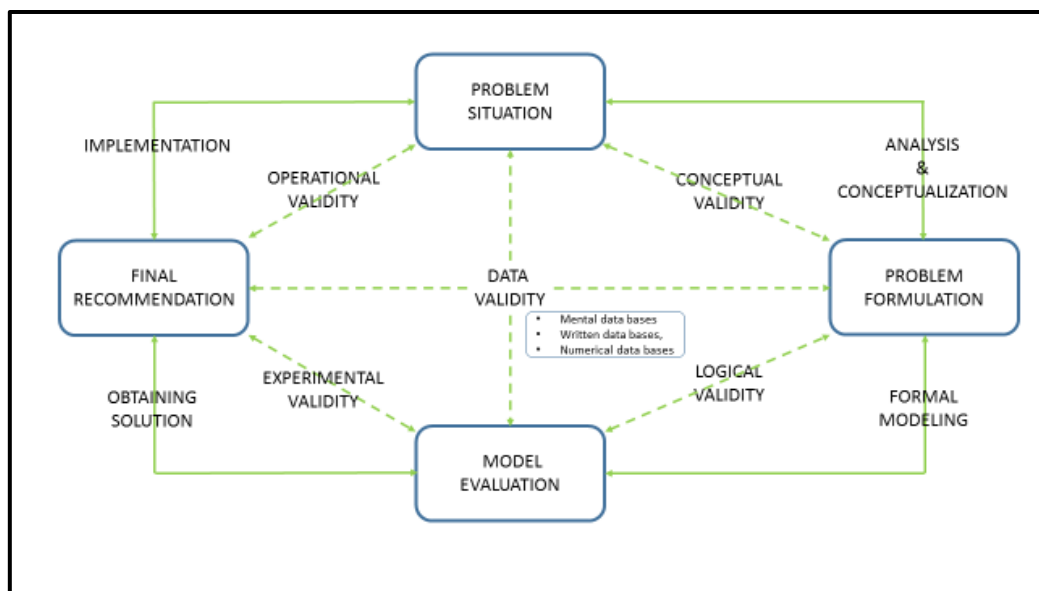 PROBLEM
SITUATION
IMPLEMENTATION
ANALYSIS
&
CONCEPTUALIZATION
OPERATIONAL
VALIDITY
CONCEPTUAL
VALIDITY
FINAL
RECOMMENDATION
DATA
VALIDITY
PROBLEM
FORMULATION
• Mental data bases
• Written data bases,
• Numerical data bases
EXPERIMENTAL
VALIDITY
LOGICAL
VALIDITY
OBTAINING
SOLUTION
FORMAL
MODELING
MODEL
EVALUATION